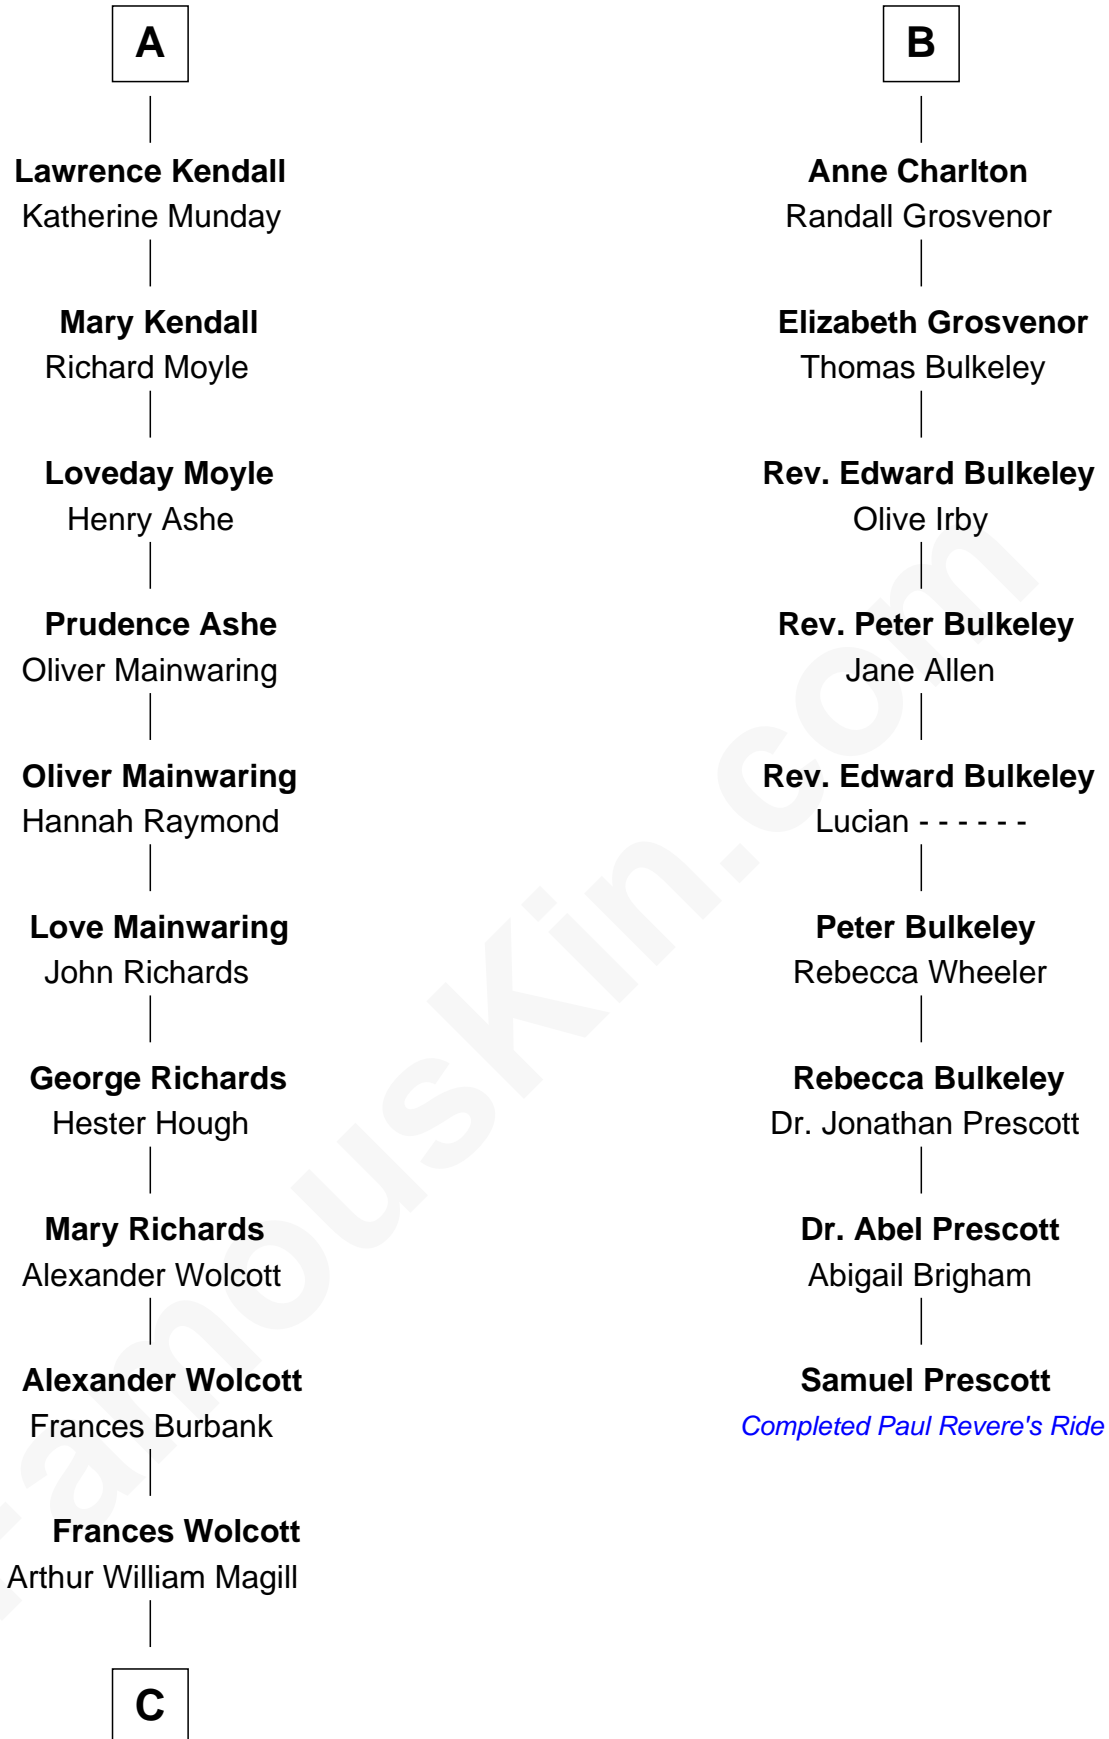 A
Lawrence Kendall
Katherine Munday
Mary Kendall
Richard Moyle
Loveday Moyle
Henry Ashe
Prudence Ashe
Oliver Mainwaring
Oliver Mainwaring
Hannah Raymond
Love Mainwaring
John Richards
George Richards
Hester Hough
Mary Richards
Alexander Wolcott
Alexander Wolcott
Frances Burbank
Frances Wolcott
Arthur William Magill
C
B
Anne Charlton
Randall Grosvenor
Elizabeth Grosvenor
Thomas Bulkeley
Rev. Edward Bulkeley
Olive Irby
Rev. Peter Bulkeley
Jane Allen
Rev. Edward Bulkeley
Lucian - - - - - -
Peter Bulkeley
Rebecca Wheeler
Rebecca Bulkeley
Dr. Jonathan Prescott
Dr. Abel Prescott
Abigail Brigham
Samuel Prescott
Completed Paul Revere's Ride
FamousKin.com